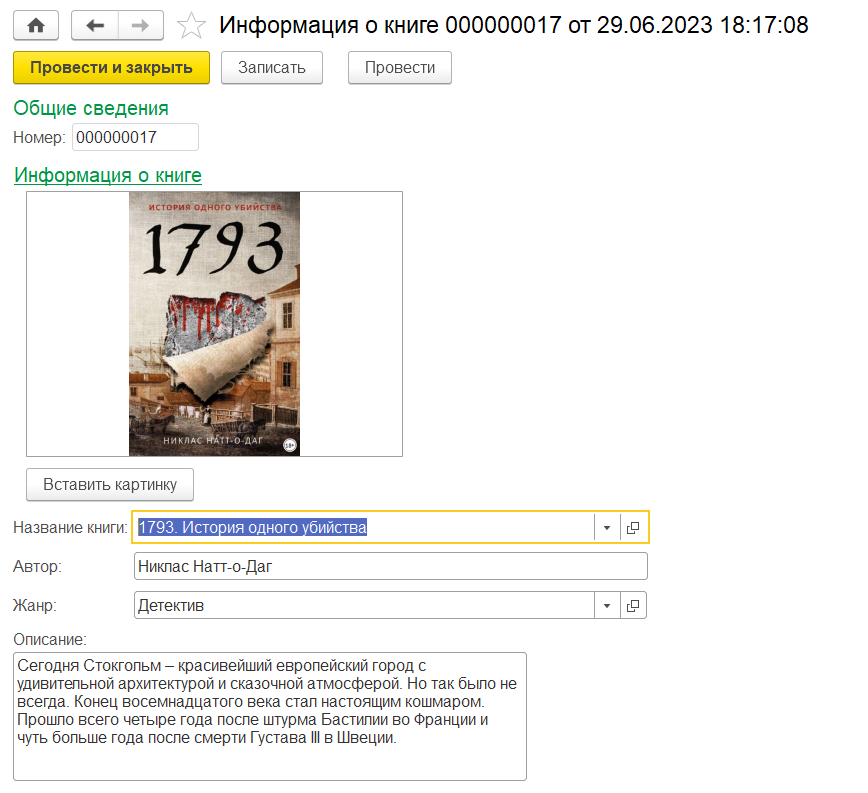 Информация о книге 000000017 от 29.06.2023 18:17:08
Провести и закрыть
Записать
Провести
Общие сведения
Номер: 000000017
Информация о книге
ИСТОРИЯ ОДНОГО УБИЙСТВА
1793
НИКЛАС НАТТ-О-ДАГ
18+
Вставить картинку
Название книги: 1793. История одного убийства
Автор: Никлас Натт-о-Даг
Жанр: Детектив
Описание:
Сегодня Стокгольм – красивейший европейский город с
удивительной архитектурой и сказочной атмосферой. Но так было не
всегда. Конец восемнадцатого века стал настоящим кошмаром.
Прошло всего четыре года после штурма Бастилии во Франции и
чуть больше года после смерти Густава III в Швеции.